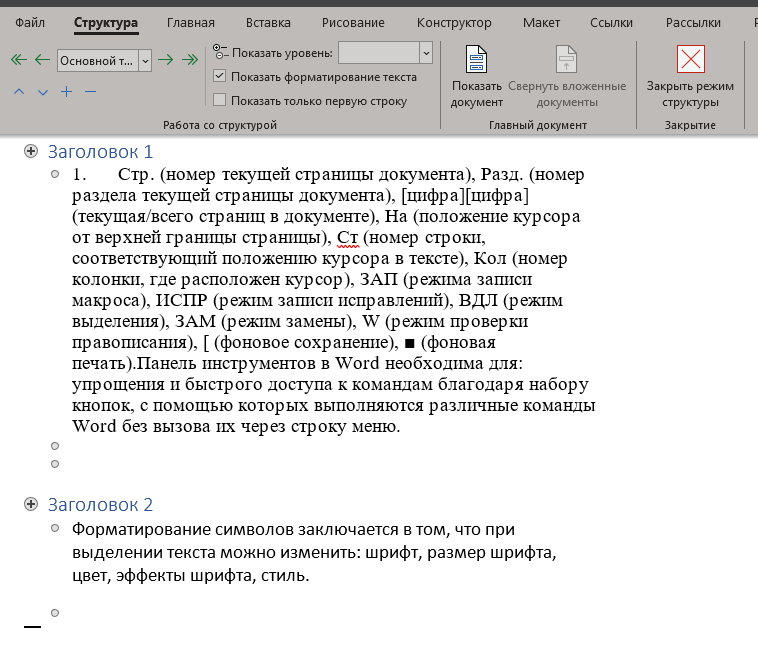 Файл Структура Главная Вставка Рисование Конструктор Макет Ссылки Рассылки
Основной т... Показать уровень:
Показать форматирование текста
Показать только первую строку
Показать документ
Свернуть вложенные документы
Закрыть режим структуры
Работа со структурой Главный документ Закрытие
Заголовок 1
1. Стр. (номер текущей страницы документа), Разд. (номер
раздела текущей страницы документа), [цифра][цифра]
(текущая/всего страниц в документе), На (положение курсора
от верхней границы страницы), Ст (номер строки,
соответствующий положению курсора в тексте), Кол (номер
колонки, где расположен курсор), ЗАП (режима записи
макроса), ИСПР (режим записи исправлений), ВДЛ (режим
выделения), ЗАМ (режим замены), W (режим проверки
правописания), [ (фоновое сохранение), ■ (фоновая
печать).Панель инструментов в Word необходима для:
упрощения и быстрого доступа к командам благодаря набору
кнопок, с помощью которых выполняются различные команды
Word без вызова их через строку меню.
Заголовок 2
Форматирование символов заключается в том, что при
выделении текста можно изменить: шрифт, размер шрифта,
цвет, эффекты шрифта, стиль.